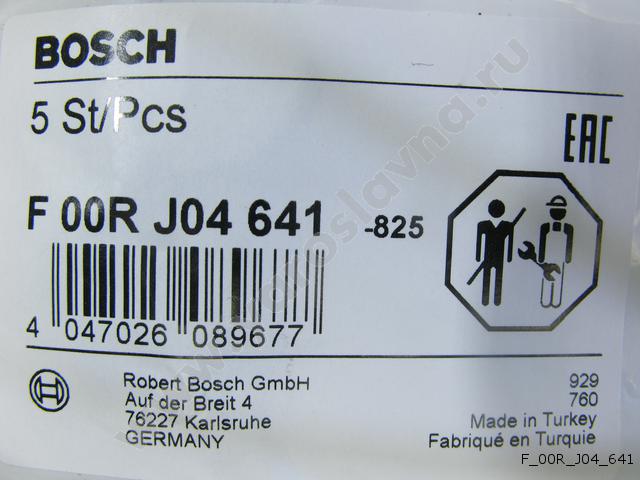 BOSCH
5 St/Pcs
EAC
F 00R J04 641 -825
4 047026 089677
Robert Bosch GmbH
Auf der Breit 4
76227 Karlsruhe
GERMANY
929
760
Made in Turkey
Fabriqué en Turquie
F_00R_J04_641